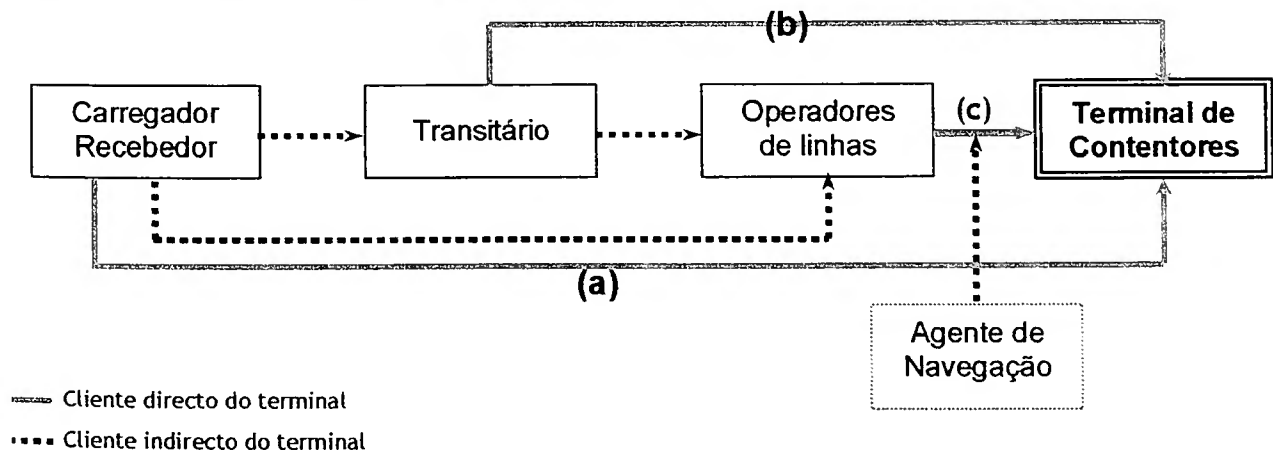 (b)
Carregador
Recebedor
Transitário
Operadores
de linhas
(c)
Terminal de
Contentores
(a)
Agente de
Navegação
Cliente directo do terminal
Cliente indirecto do terminal